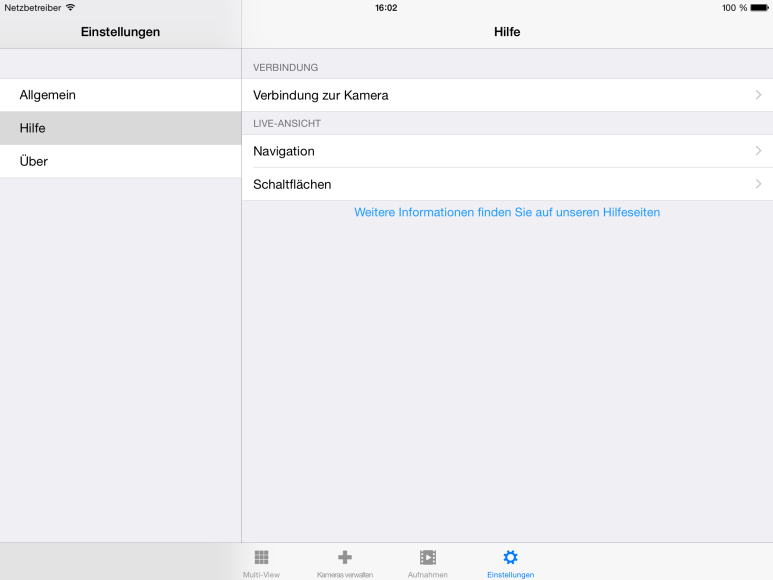 Netzbetreiber 16:02 100 %
Einstellungen
Hilfe
Allgemein
Hilfe
Über
VERBINDUNG
Verbindung zur Kamera
LIVE-ANSICHT
Navigation
Schaltflächen
Weitere Informationen finden Sie auf unseren Hilfeseiten
Multi-View
Kameras verwalten
Aufnahmen
Einstellungen